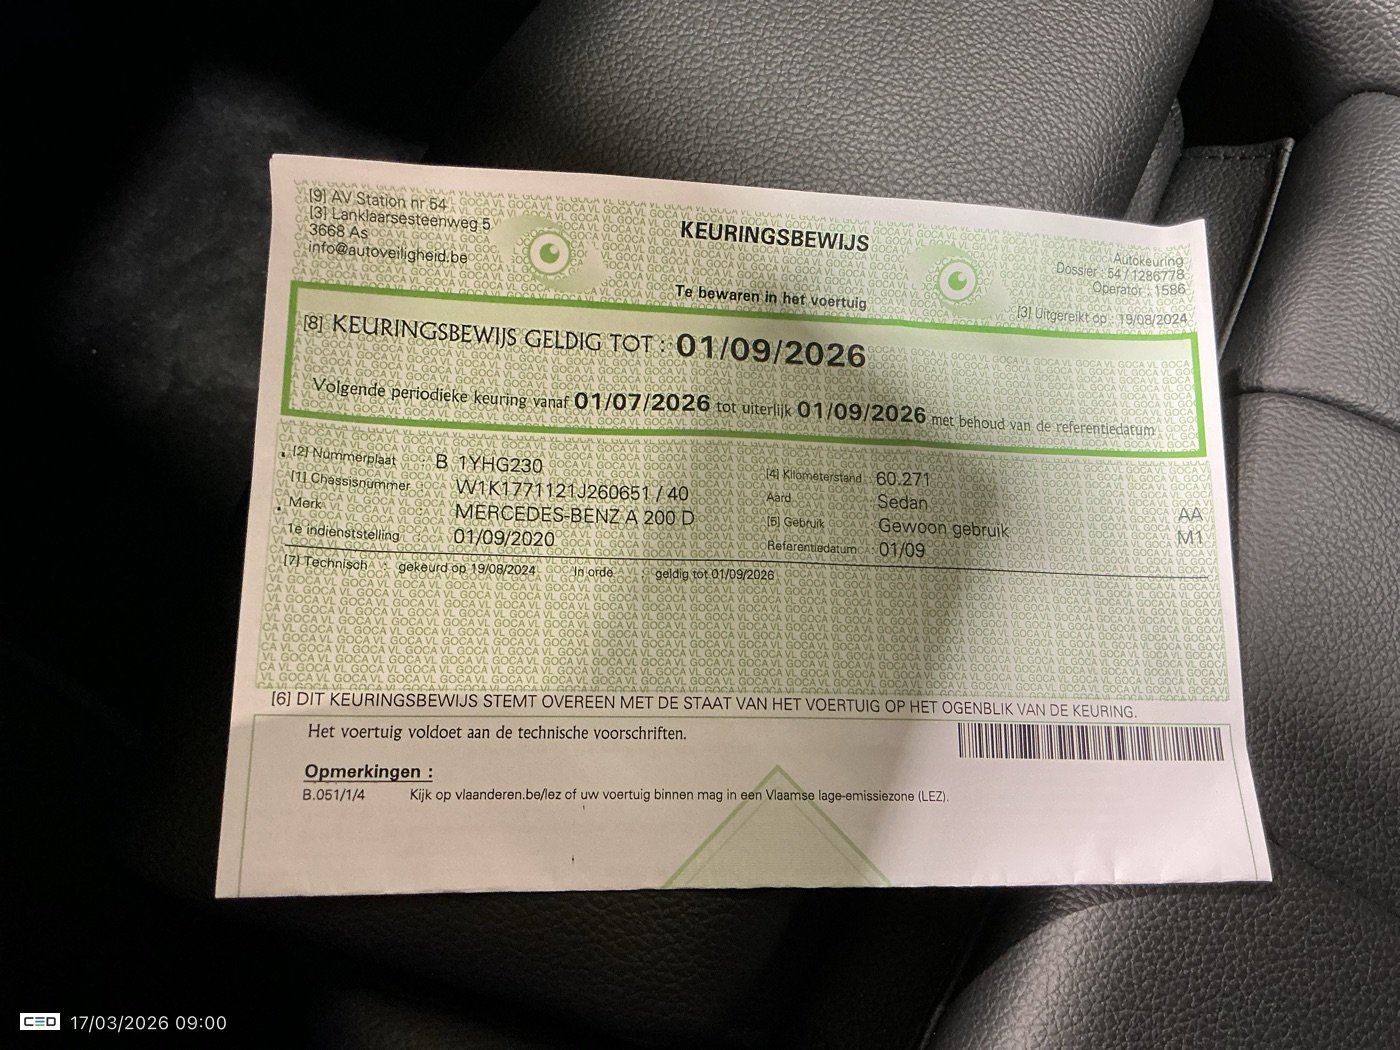 [9] AV Station nr 54
[3] Lanklaarsesteenweg 5
3668 As
info@autoveiligheid.be
KEURINGSBEWIJS
Te bewaren in het voertuig
Autokeuring
Dossier : 54 / 1286778
Operator : 1586
[3] Uitgereikt op : 19/08/2024
[8] KEURINGSBEWIJS GELDIG TOT : 01/09/2026
Volgende periodieke keuring vanaf 01/07/2026 tot uiterlijk 01/09/2026 met behoud van de referentiedatum
[2] Nummerplaat : B 1YHG230
[1] Chassisnummer : W1K1771121J260651 / 40
Merk : MERCEDES-BENZ A 200 D
1e indienststelling : 01/09/2020
[4] Kilometerstand : 60.271
Aard : Sedan AA
[5] Gebruik : Gewoon gebruik M1
Referentiedatum : 01/09
[7] Technisch : gekeurd op 19/08/2024 In orde : geldig tot 01/09/2026
[6] DIT KEURINGSBEWIJS STEMT OVEREEN MET DE STAAT VAN HET VOERTUIG OP HET OGENBLIK VAN DE KEURING.
Het voertuig voldoet aan de technische voorschriften.
Opmerkingen :
B.051/1/4 Kijk op vlaanderen.be/lez of uw voertuig binnen mag in een Vlaamse lage-emissiezone (LEZ).
CED 17/03/2026 09:00